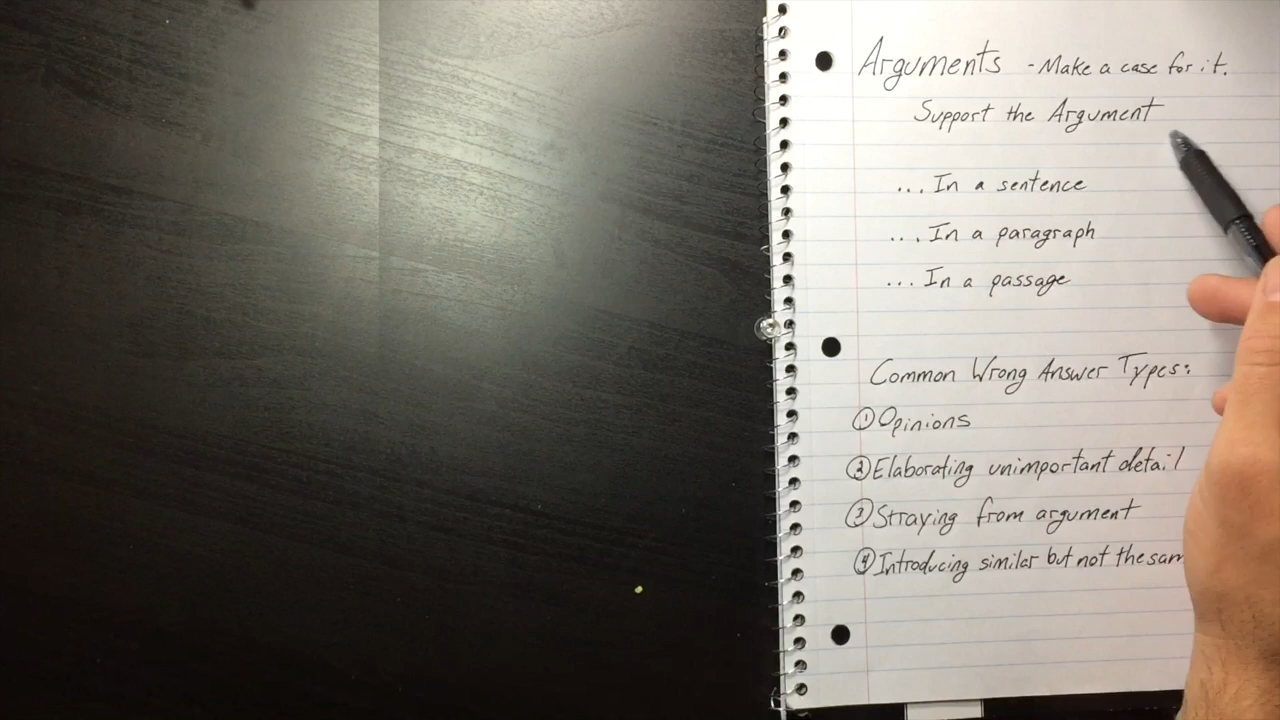 Arguments - Make a case for it.
Support the Argument
... In a sentence
... In a paragraph
... In a passage
Common Wrong Answer Types:
① Opinions
② Elaborating unimportant detail
③ Straying from argument
④ Introducing similar but not the sam